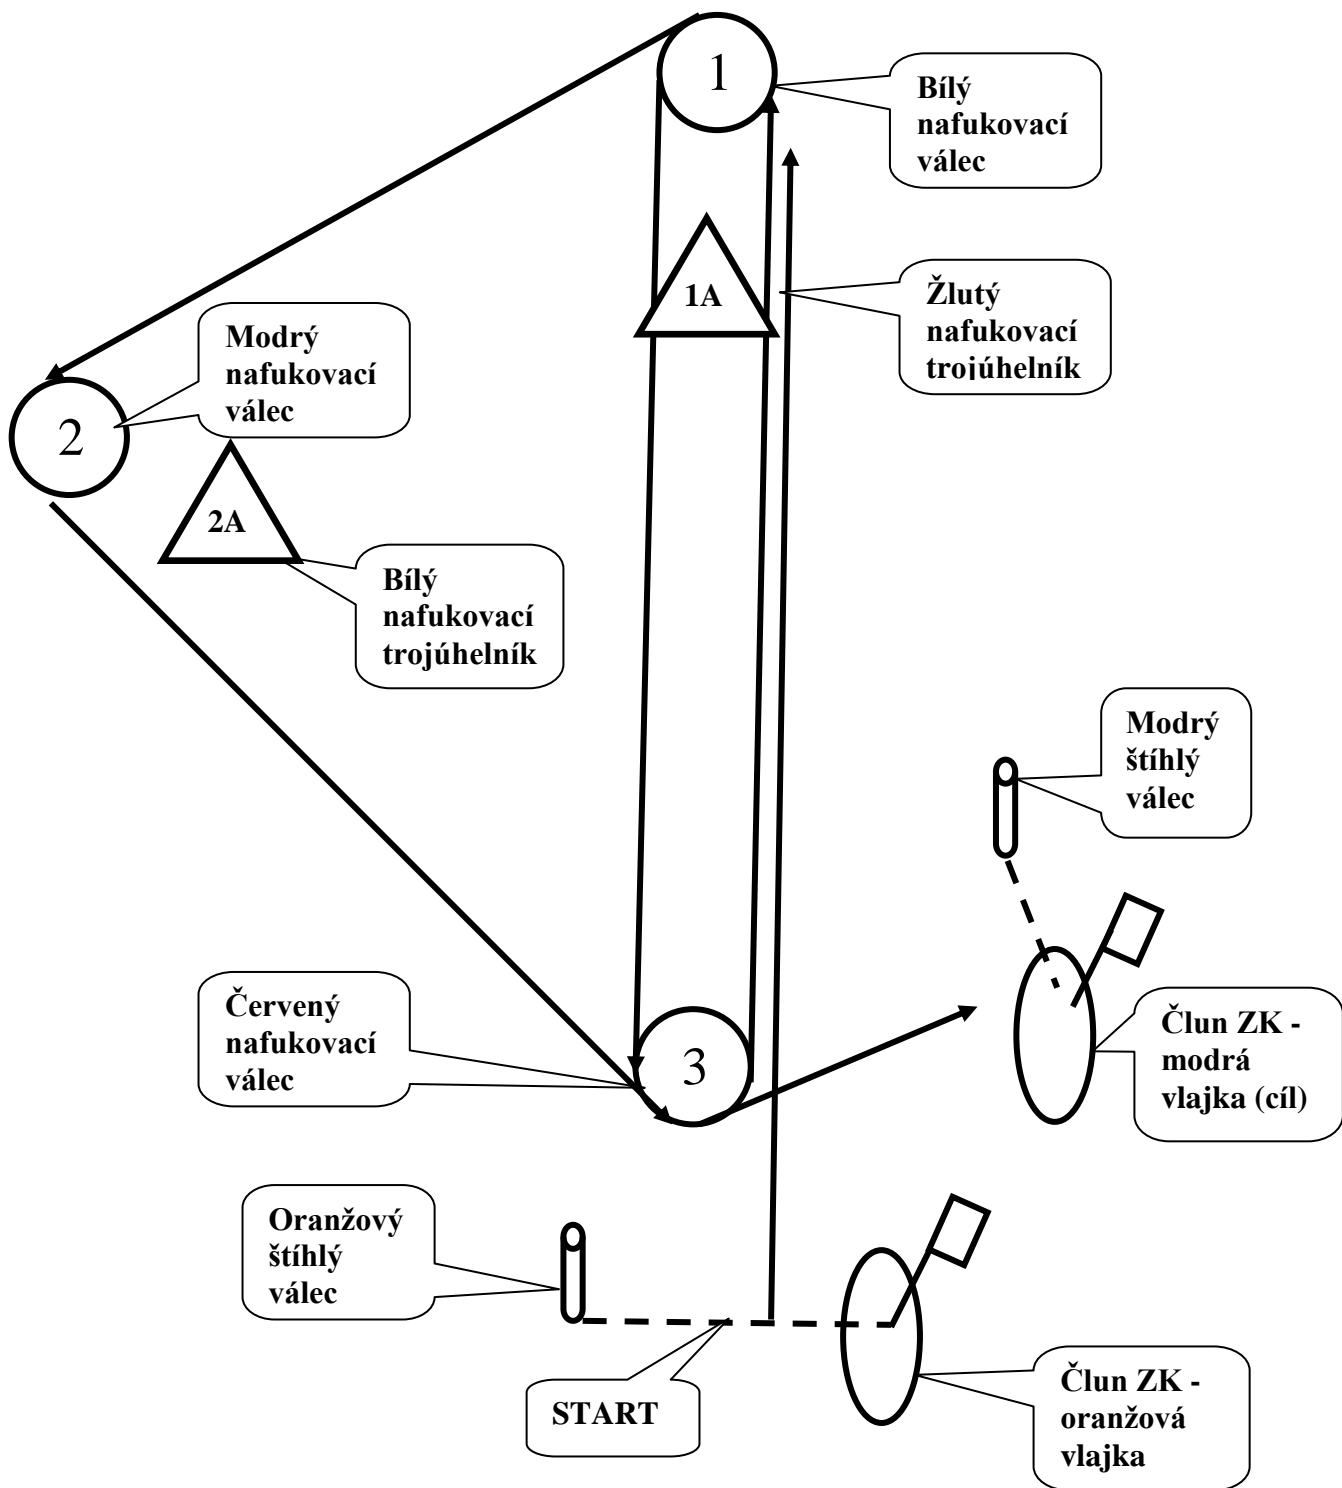 1
Bílý
nafukovací
válec
1A
Žlutý
nafukovací
trojúhelník
Modrý
nafukovací
válec
2
2A
Bílý
nafukovací
trojúhelník
Modrý
štíhlý
válec
Červený
nafukovací
válec
3
Člun ZK -
modrá
vlajka (cíl)
Oranžový
štíhlý
válec
START
Člun ZK -
oranžová
vlajka